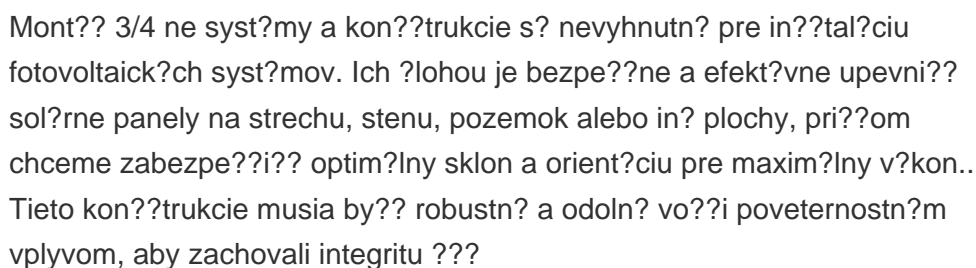 Mont?? 3/4 ne syst?my a kon??trukcie s? nevyhnutn? pre in??tal?ciu
fotovoltaick?ch syst?mov. Ich ?lohou je bezpe??ne a efekt?vne upevni??
sol?rne panely na strechu, stenu, pozemok alebo in? plochy, pri??om
chceme zabezpe??i?? optim?lny sklon a orient?ciu pre maxim?lny v?kon..
Tieto kon??trukcie musia by?? robustn? a odoln? vo??i poveternostn?m
vplyvom, aby zachovali integritu ???